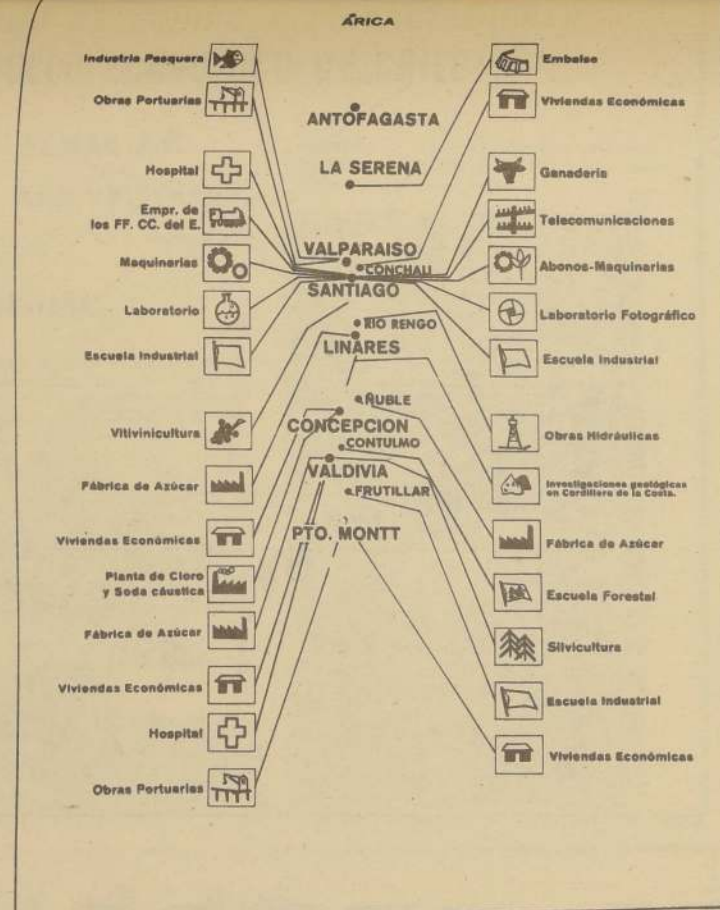 ARICA
Industria Pesquera
Embalse
Obras Portuarias
Viviendas Económicas
ANTOFAGASTA
LA SERENA
Hospital
Ganadería
Empr. de
los FF. CC. del E.
Telecomunicaciones
VALPARAISO
CONCHALI
Maquinarias
Abonos-Maquinarias
SANTIAGO
Laboratorio
Laboratorio Fotográfico
RIO RENGO
LINARES
Escuela Industrial
Escuela Industrial
ÑUBLE
CONCEPCION
Vitivinicultura
Obras Hidráulicas
CONTULMO
VALDIVIA
Fábrica de Azúcar
Investigaciones geológicas
en Cordillera de la Costa.
FRUTILLAR
PTO. MONTT
Viviendas Económicas
Fábrica de Azúcar
Planta de Cloro
y Soda cáustica
Escuela Forestal
Fábrica de Azúcar
Silvicultura
Viviendas Económicas
Escuela Industrial
Hospital
Viviendas Económicas
Obras Portuarias